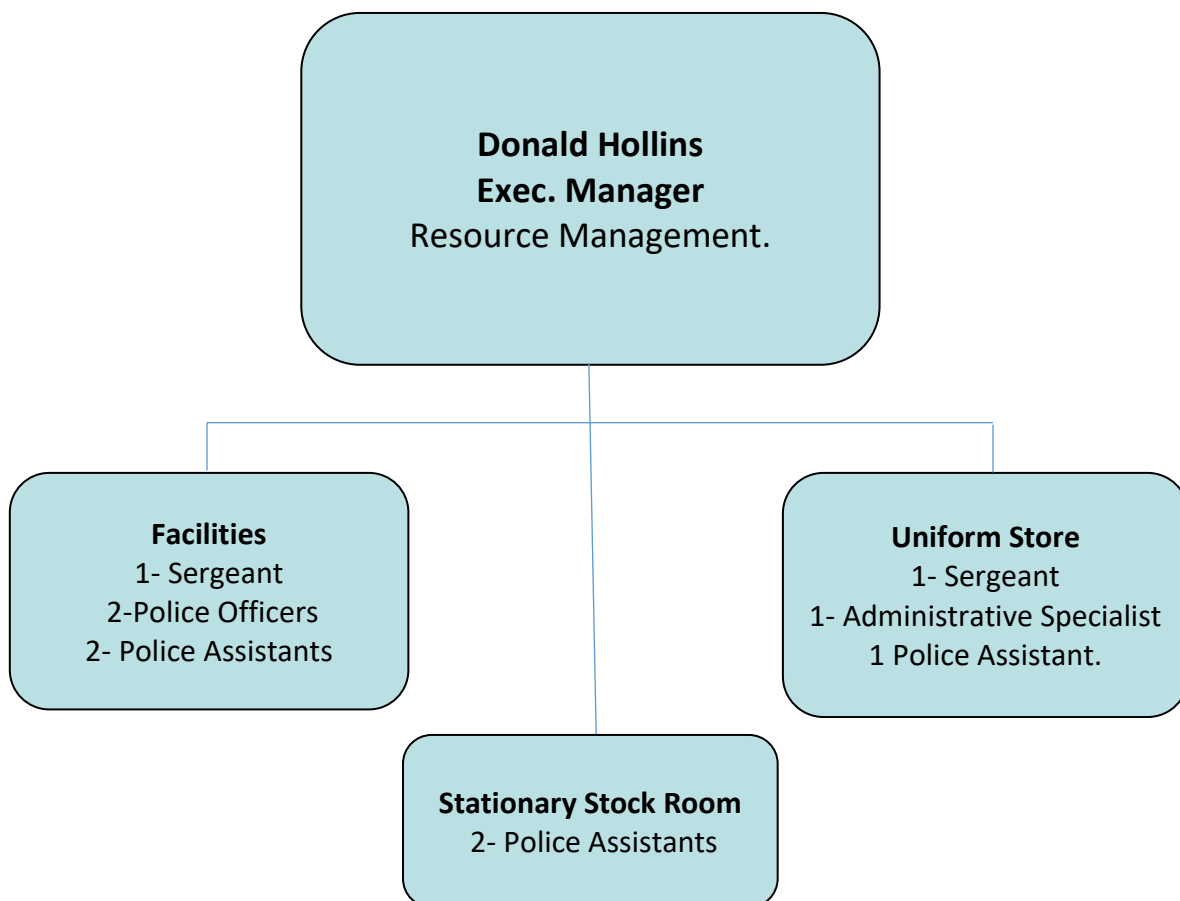 Donald Hollins
Exec. Manager
Resource Management.
Facilities
1- Sergeant
2-Police Officers
2- Police Assistants
Uniform Store
1- Sergeant
1- Administrative Specialist
1 Police Assistant.
Stationary Stock Room
2- Police Assistants